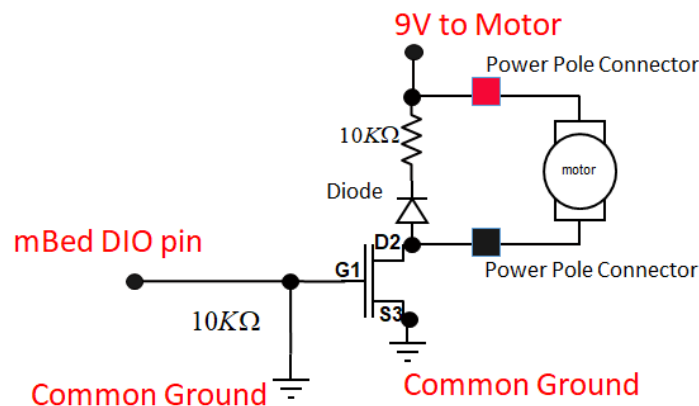 9V to Motor
Power Pole Connector
10KΩ
motor
Diode
mBed DIO pin
D2
G1
Power Pole Connector
10KΩ
S3
Common Ground
Common Ground